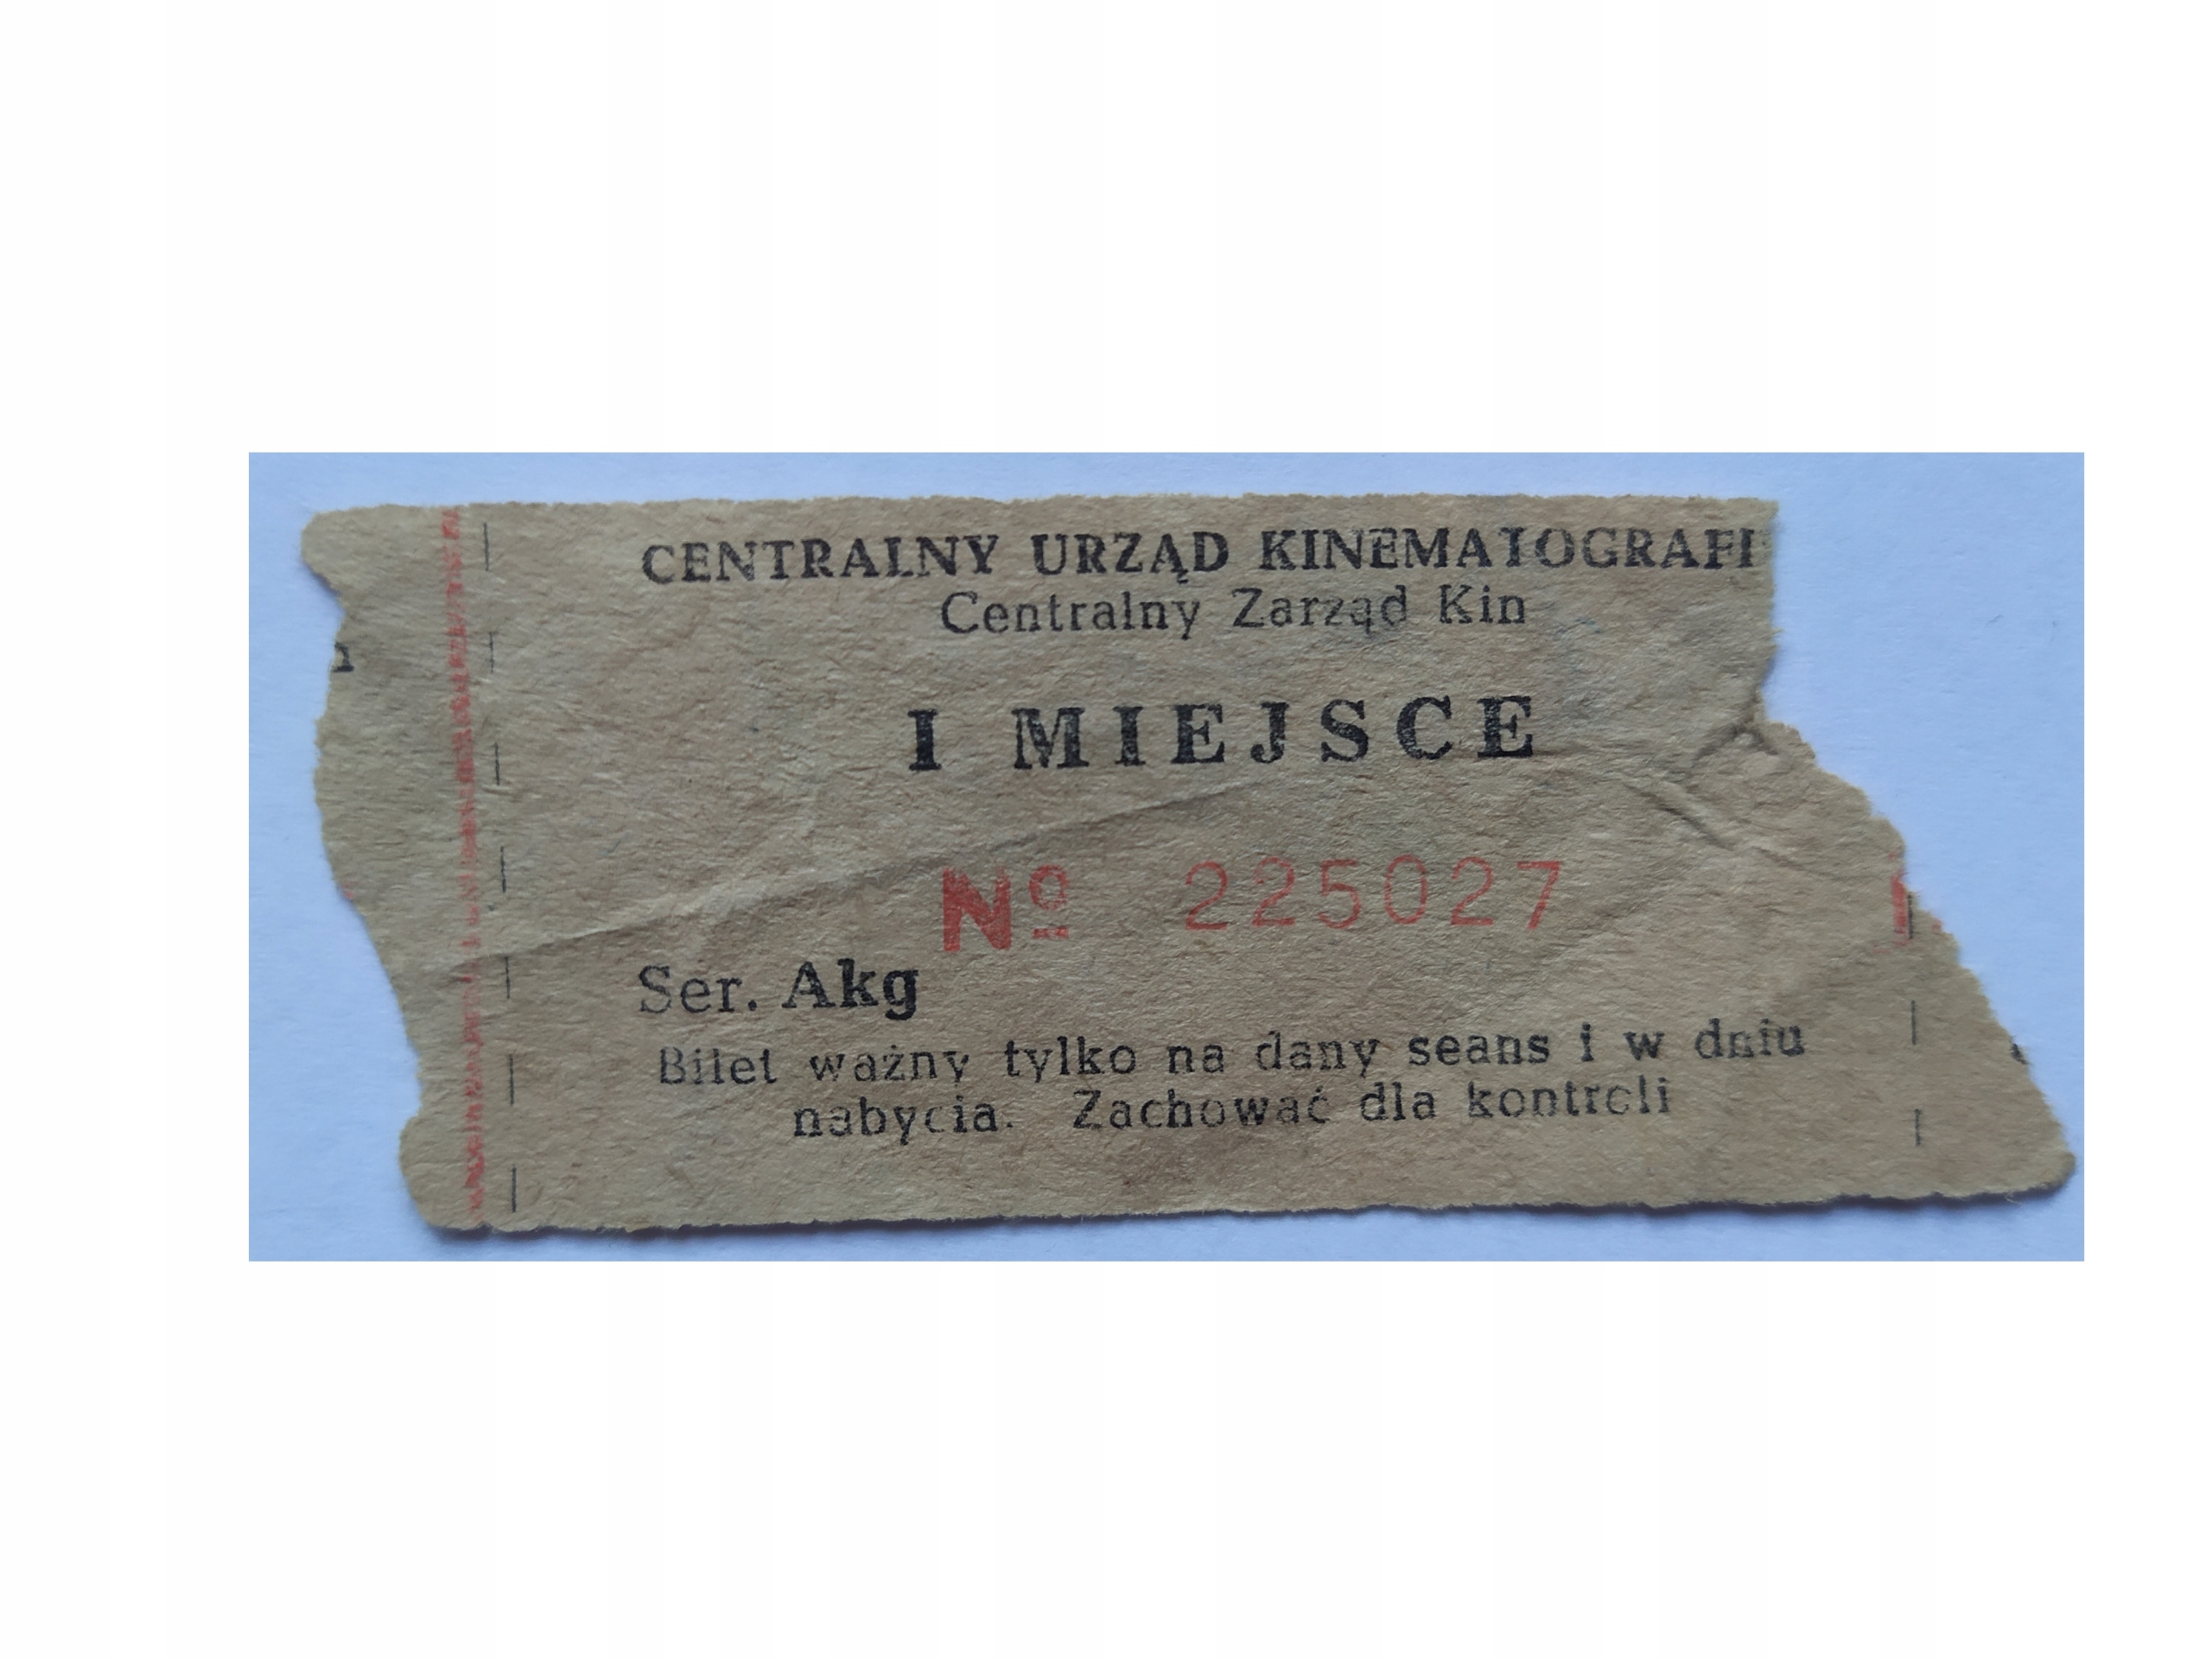 CENTRALNY URZĄD KINEMATOGRAFI
Centralny Zarząd Kin
I MIEJSCE
Nº 225027
Ser. Akg
Bilet ważny tylko na dany seans i w dniu
nabycia. Zachować dla kontroli